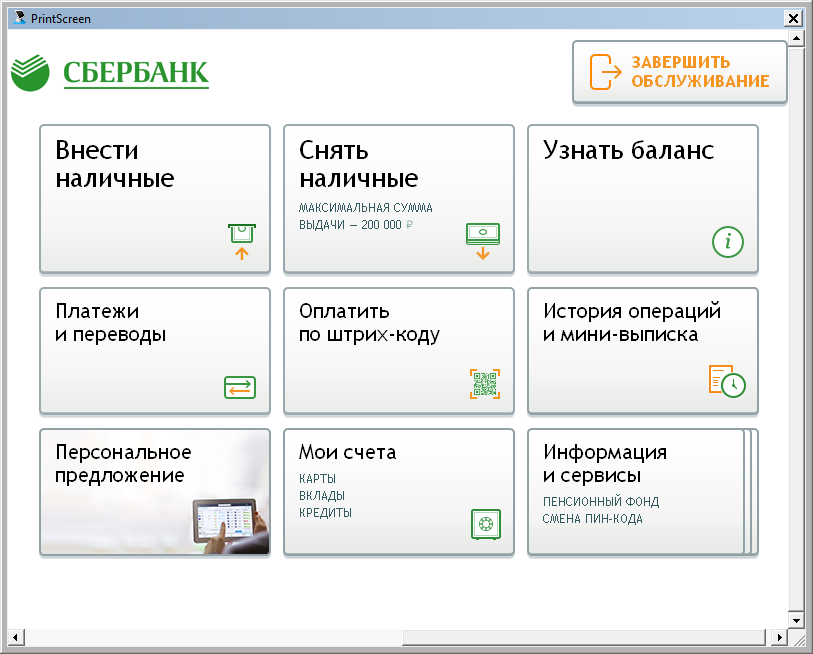 PrintScreen
СБЕРБАНК
ЗАВЕРШИТЬ
ОБСЛУЖИВАНИЕ
Внести
наличные
Снять
наличные
МАКСИМАЛЬНАЯ СУММА
ВЫДАЧИ — 200 000 ₽
Узнать баланс
Платежи
и переводы
Оплатить
по штрих-коду
История операций
и мини-выписка
Персональное
предложение
Мои счета
КАРТЫ
ВКЛАДЫ
КРЕДИТЫ
Информация
и сервисы
ПЕНСИОННЫЙ ФОНД
СМЕНА ПИН-КОДА